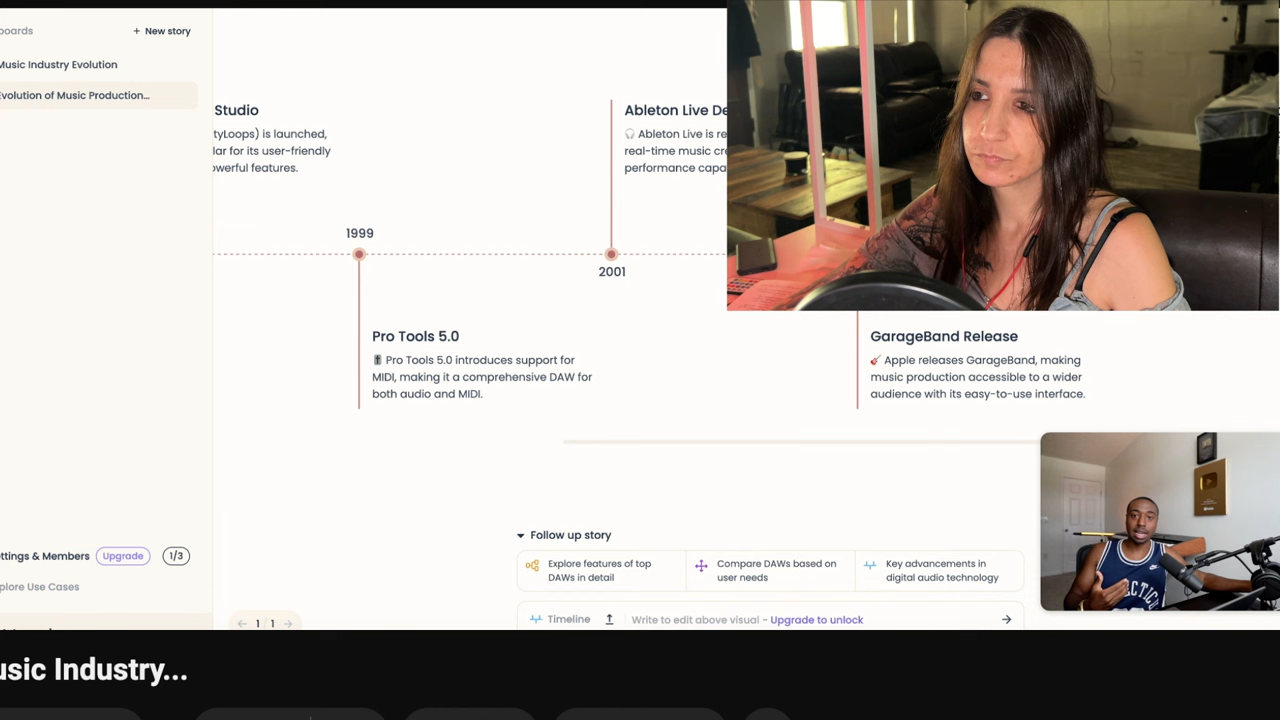 boards
+ New story
Music Industry Evolution
Evolution of Music Production...
Studio
tyLoops) is launched,
lar for its user-friendly
owerful features.
Ableton Live De
Ableton Live is re
real-time music cre
performance capa
1999
2001
Pro Tools 5.0
Pro Tools 5.0 introduces support for
MIDI, making it a comprehensive DAW for
both audio and MIDI.
GarageBand Release
Apple releases GarageBand, making
music production accessible to a wider
audience with its easy-to-use interface.
Follow up story
Explore features of top
DAWs in detail
Compare DAWs based on
user needs
Key advancements in
digital audio technology
ttings & Members Upgrade 1/3
plore Use Cases
Timeline Write to edit above visual - Upgrade to unlock
1 / 1
usic Industry...